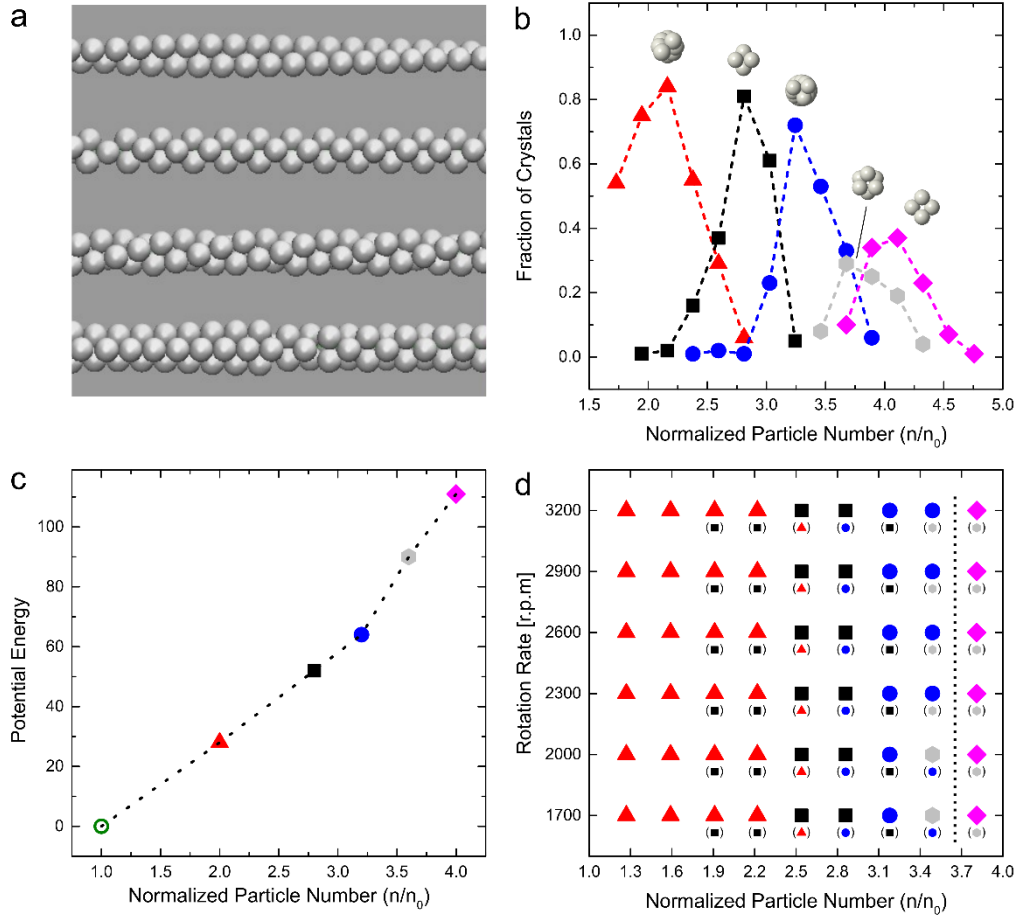 a
b
1.0
0.8
0.6
0.4
0.2
0.0
Fraction of Crystals
1.5 2.0 2.5 3.0 3.5 4.0 4.5 5.0
Normalized Particle Number (n/n0)
c
100
80
60
40
20
0
Potential Energy
1.0 1.5 2.0 2.5 3.0 3.5 4.0
Normalized Particle Number (n/n0)
d
3200
2900
2600
2300
2000
1700
Rotation Rate [r.p.m]
1.0 1.3 1.6 1.9 2.2 2.5 2.8 3.1 3.4 3.7 4.0
Normalized Particle Number (n/n0)